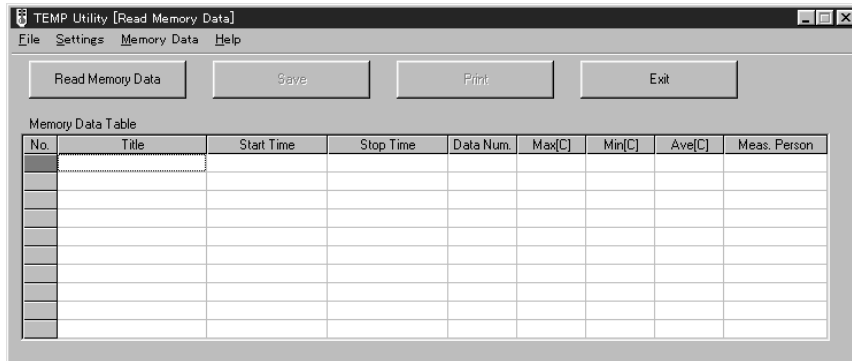 TEMP Utility [Read Memory Data]
File Settings Memory Data Help
Read Memory Data Save Print Exit
Memory Data Table
No. Title Start Time Stop Time Data Num. Max[C] Min[C] Ave[C] Meas. Person